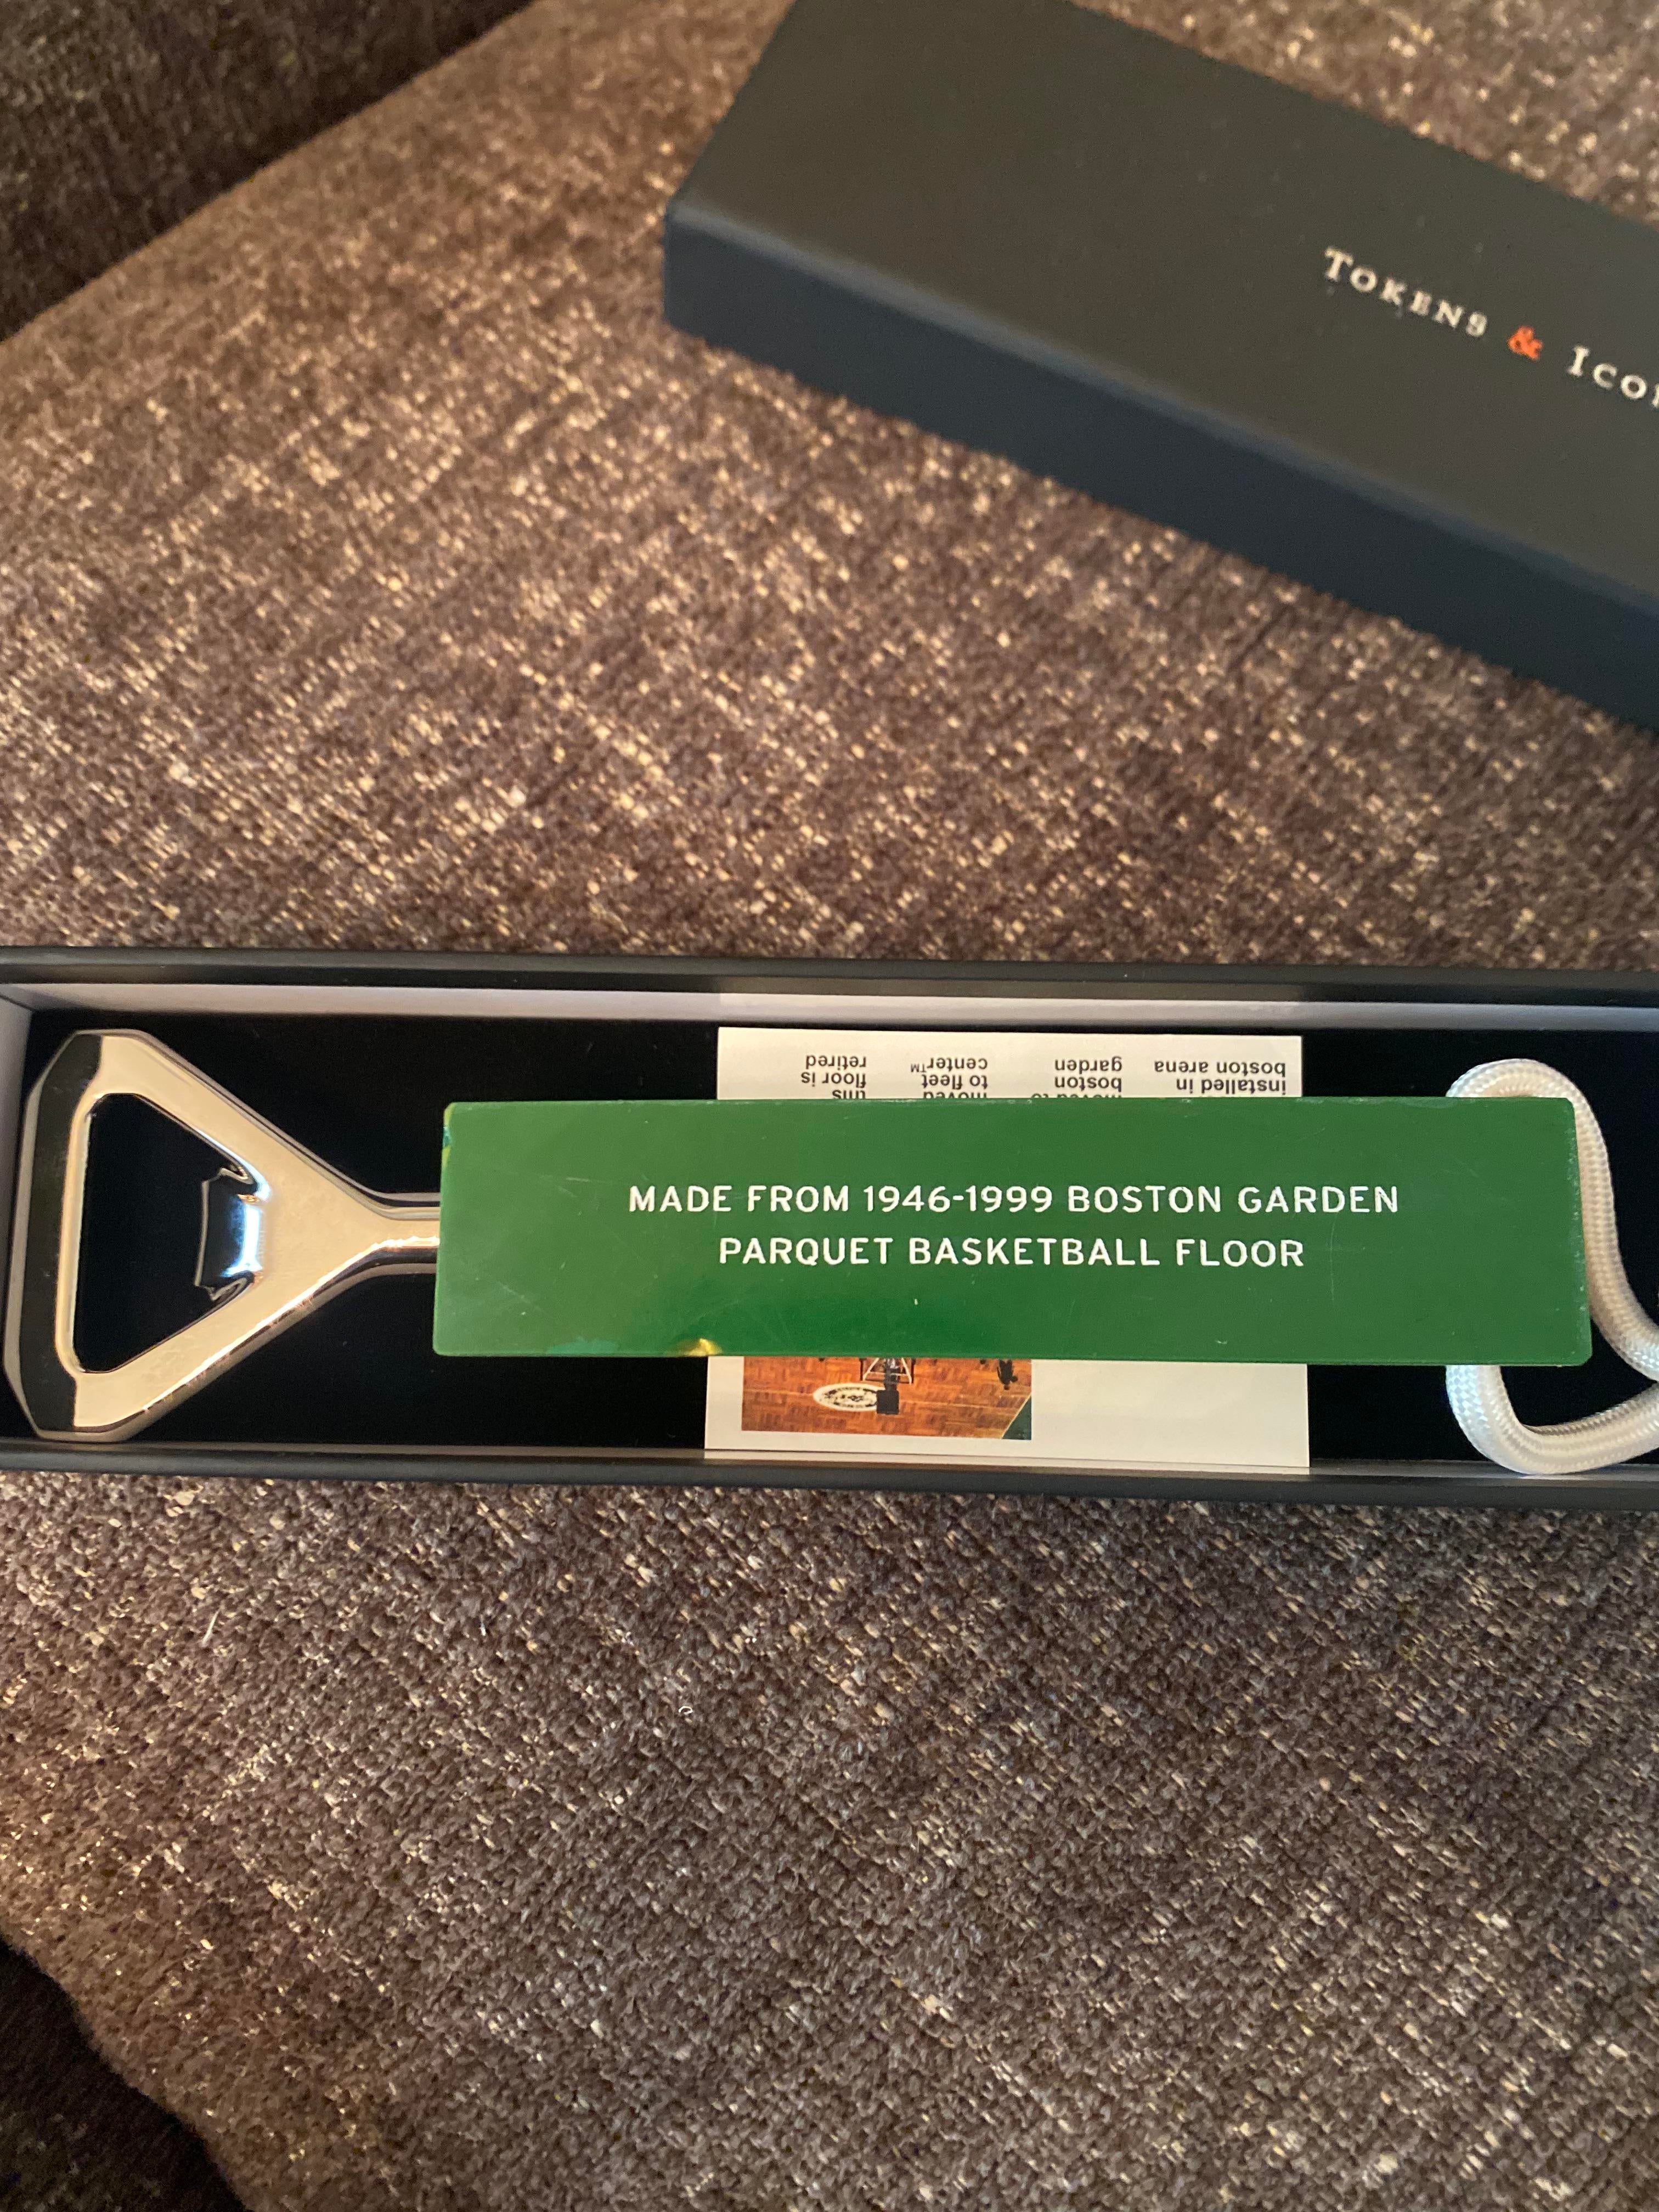 TOKENS & ICO
MADE FROM 1946-1999 BOSTON GARDEN
PARQUET BASKETBALL FLOOR
installed in
boston arena
moved to
boston
garden
moved
to fleet
center™
this
floor is
retired